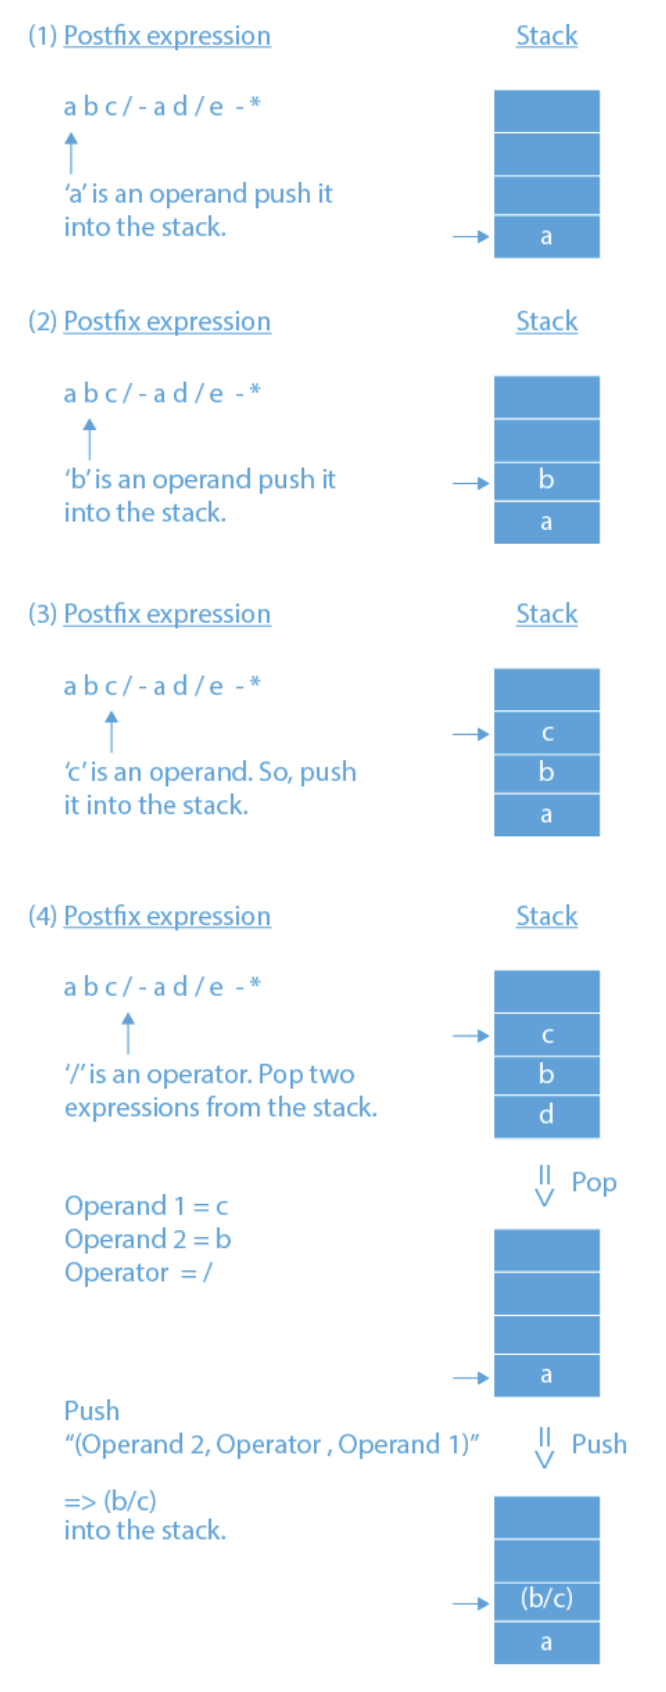 (1) Postfix expression
Stack
a b c / - a d / e - *
‘a’ is an operand push it
into the stack.
a
(2) Postfix expression
Stack
a b c / - a d / e - *
‘b’ is an operand push it
into the stack.
b
a
(3) Postfix expression
Stack
a b c / - a d / e - *
‘c’ is an operand. So, push
it into the stack.
c
b
a
(4) Postfix expression
Stack
a b c / - a d / e - *
‘/’ is an operator. Pop two
expressions from the stack.
c
b
d
Pop
Operand 1 = c
Operand 2 = b
Operator = /
a
Push
“(Operand 2, Operator , Operand 1)”
Push
=> (b/c)
into the stack.
(b/c)
a